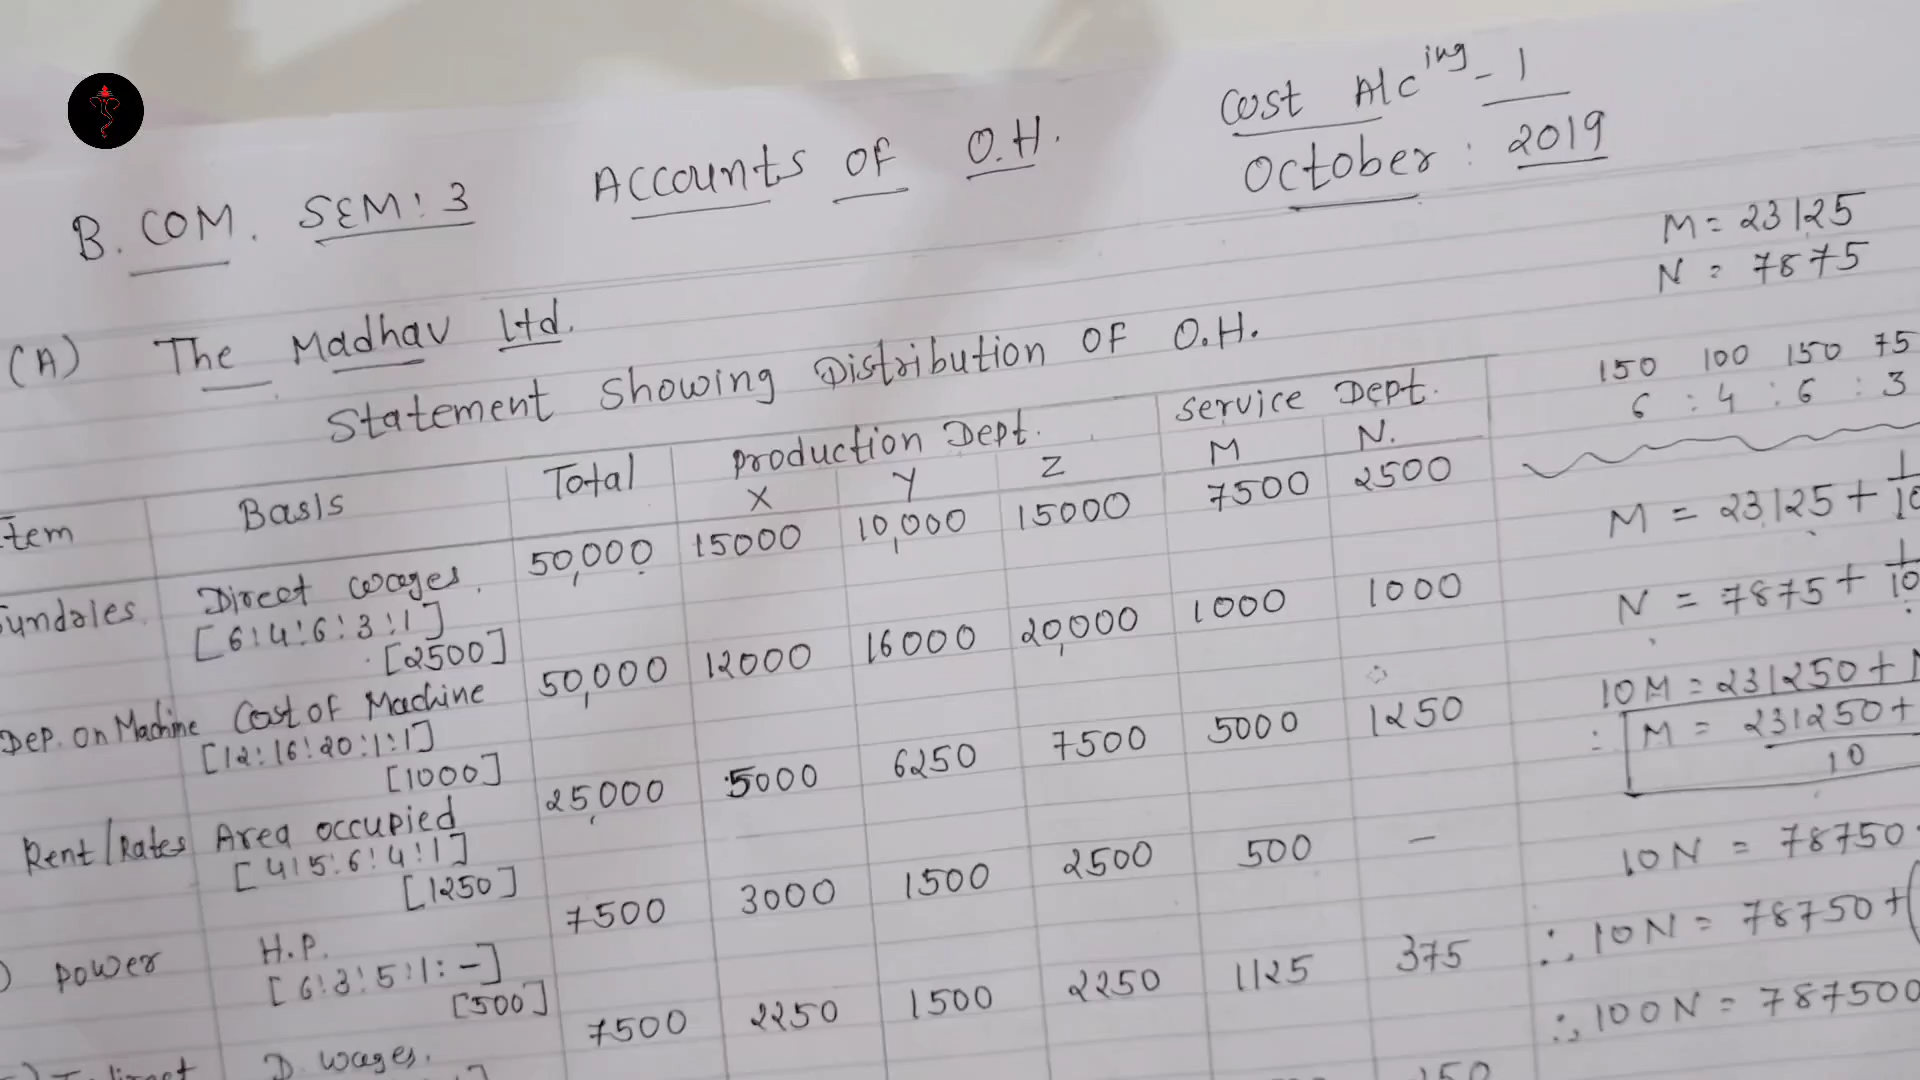 Cost A/c ing - 1
October : 2019
B. COM. SEM: 3 Accounts OF O.H.
M = 23125
N = 7875
(A) The Madhav Ltd.
Statement Showing Distribution OF O.H.
150 100 150 75
6 : 4 : 6 : 3
Item Basis Total Production Dept. Service Dept.
X Y Z M N.
Direct wages. 50,000 15000 10,000 15000 7500 2500
[6:4:6:3:1]
[2500]
Dep. on Machine Cost of Machine 50,000 12000 16000 20,000 1000 1000
[12:16:20:1:1]
[1000]
Rent/Rates Area occupied 25000 5000 6250 7500 5000 1250
[4:5:6:4:1]
[1250]
Power H.P. 7500 3000 1500 2500 500 —
[6:3:5:1:—]
[500]
D. wages. 7500 2250 1500 2250 1125 375
M = 23125 + 1/10
N = 7875 + 1/10
10M = 231250 +
∴ M = 231250 +
10
10N = 78750
∴ 10N = 78750 + (
∴ 100N = 787500